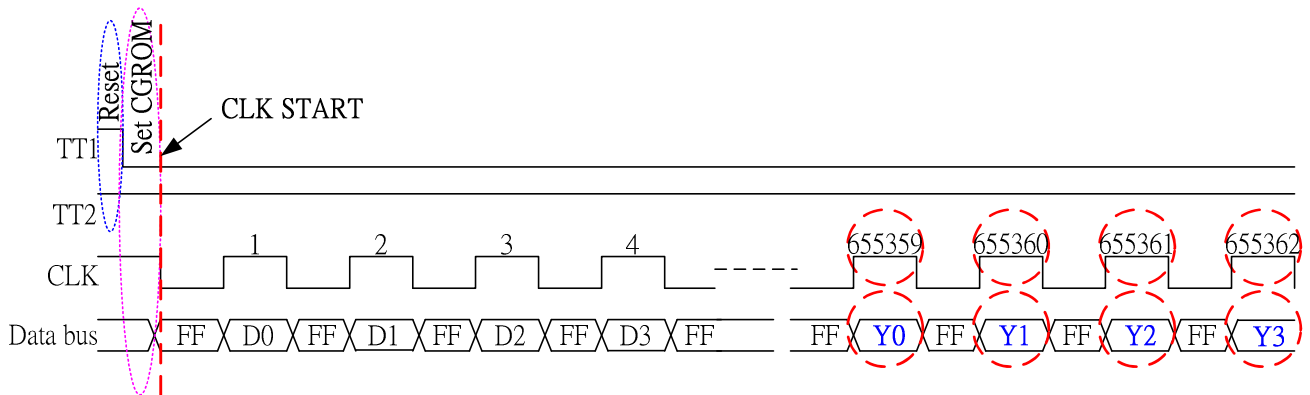 Reset
Set CGROM
CLK START
TT1
TT2
1 2 3 4 655359 655360 655361 655362
CLK
Data bus FF D0 FF D1 FF D2 FF D3 FF FF Y0 FF Y1 FF Y2 FF Y3